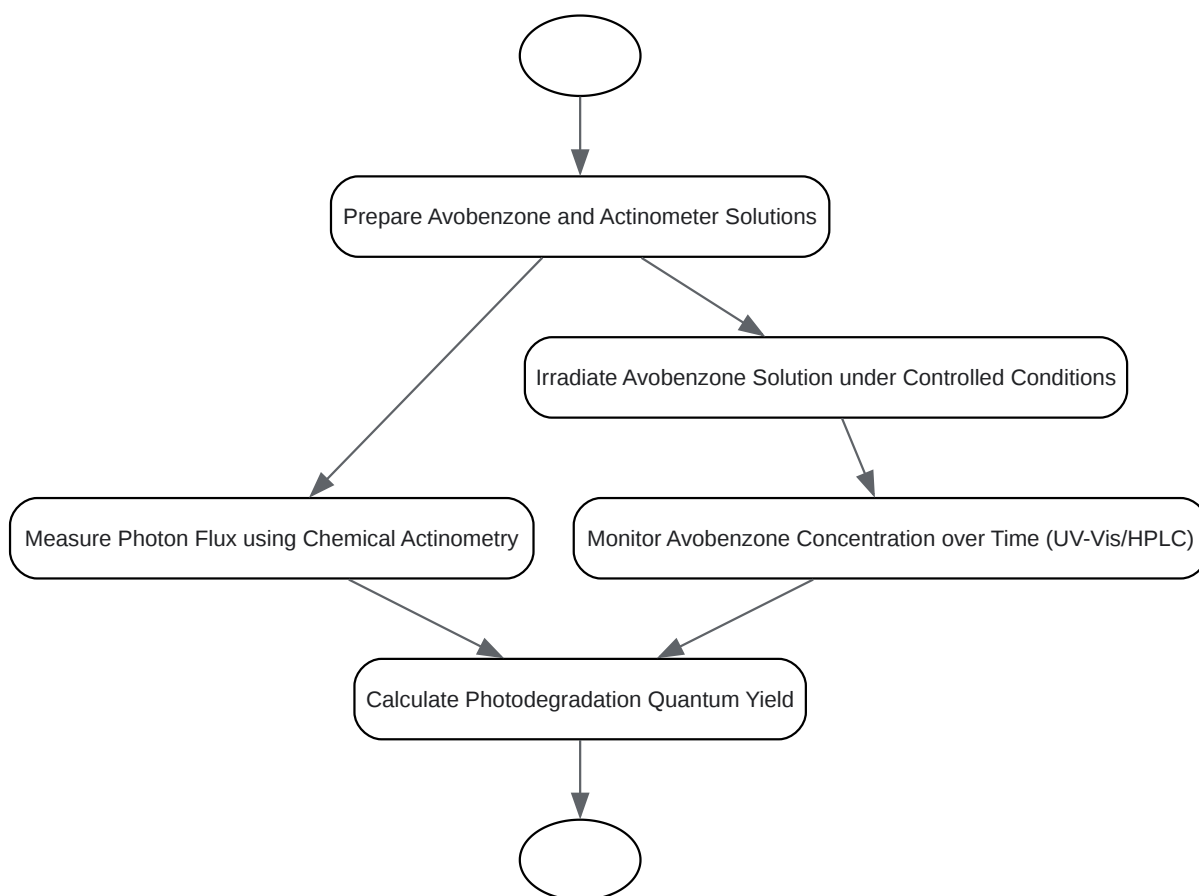 Prepare Avobenzone and Actinometer Solutions
Irradiate Avobenzone Solution under Controlled Conditions
Measure Photon Flux using Chemical Actinometry
Monitor Avobenzone Concentration over Time (UV-Vis/HPLC)
Calculate Photodegradation Quantum Yield